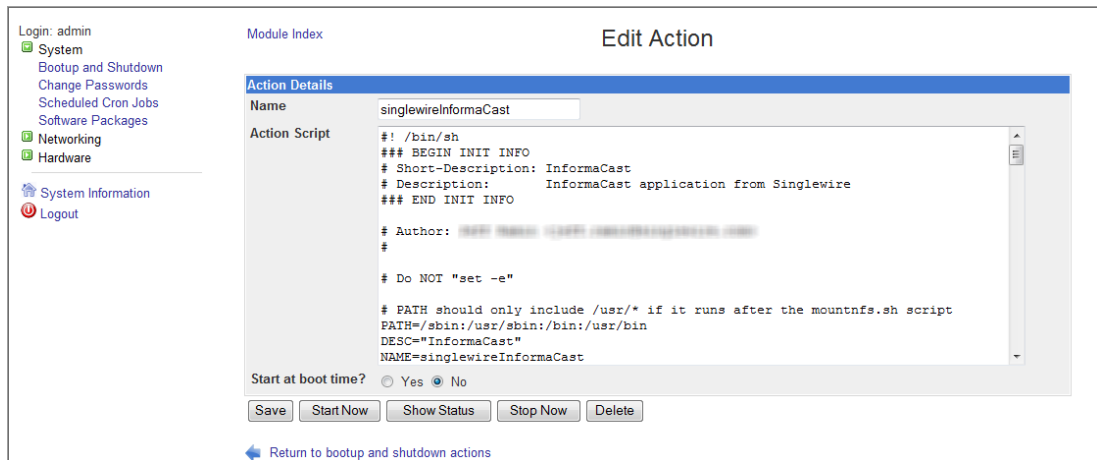 Login: admin
System
Bootup and Shutdown
Change Passwords
Scheduled Cron Jobs
Software Packages
Networking
Hardware
System Information
Logout
Module Index
Edit Action
Action Details
Name singlewireInformaCast
Action Script
#! /bin/sh
### BEGIN INIT INFO
# Short-Description: InformaCast
# Description:       InformaCast application from Singlewire
### END INIT INFO
# Author:
#
# Do NOT "set -e"
# PATH should only include /usr/* if it runs after the mountnfs.sh script
PATH=/sbin:/usr/sbin:/bin:/usr/bin
DESC="InformaCast"
NAME=singlewireInformaCast
Start at boot time? Yes No
Save Start Now Show Status Stop Now Delete
Return to bootup and shutdown actions